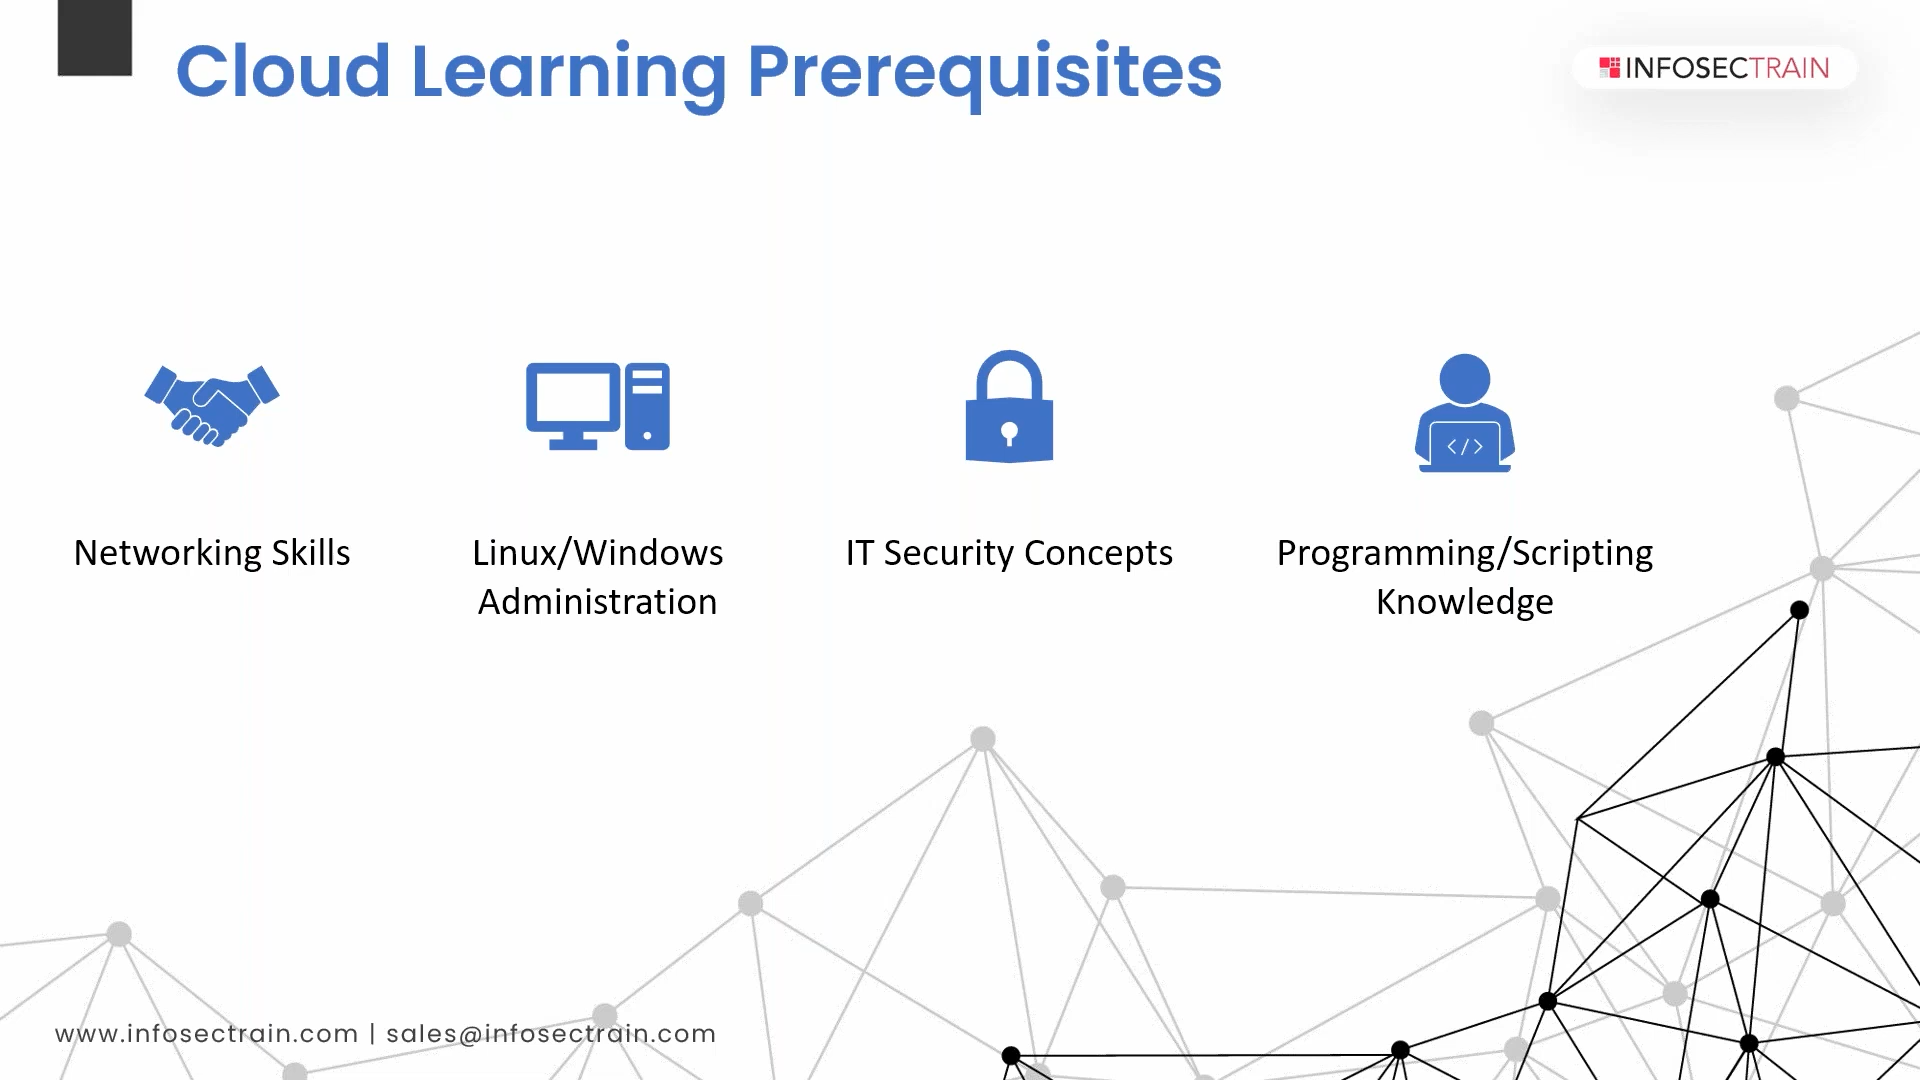 Cloud Learning Prerequisites
INFOSECTRAIN
</>
Networking Skills
Linux/Windows
Administration
IT Security Concepts
Programming/Scripting
Knowledge
www.infosectrain.com | sales@infosectrain.com